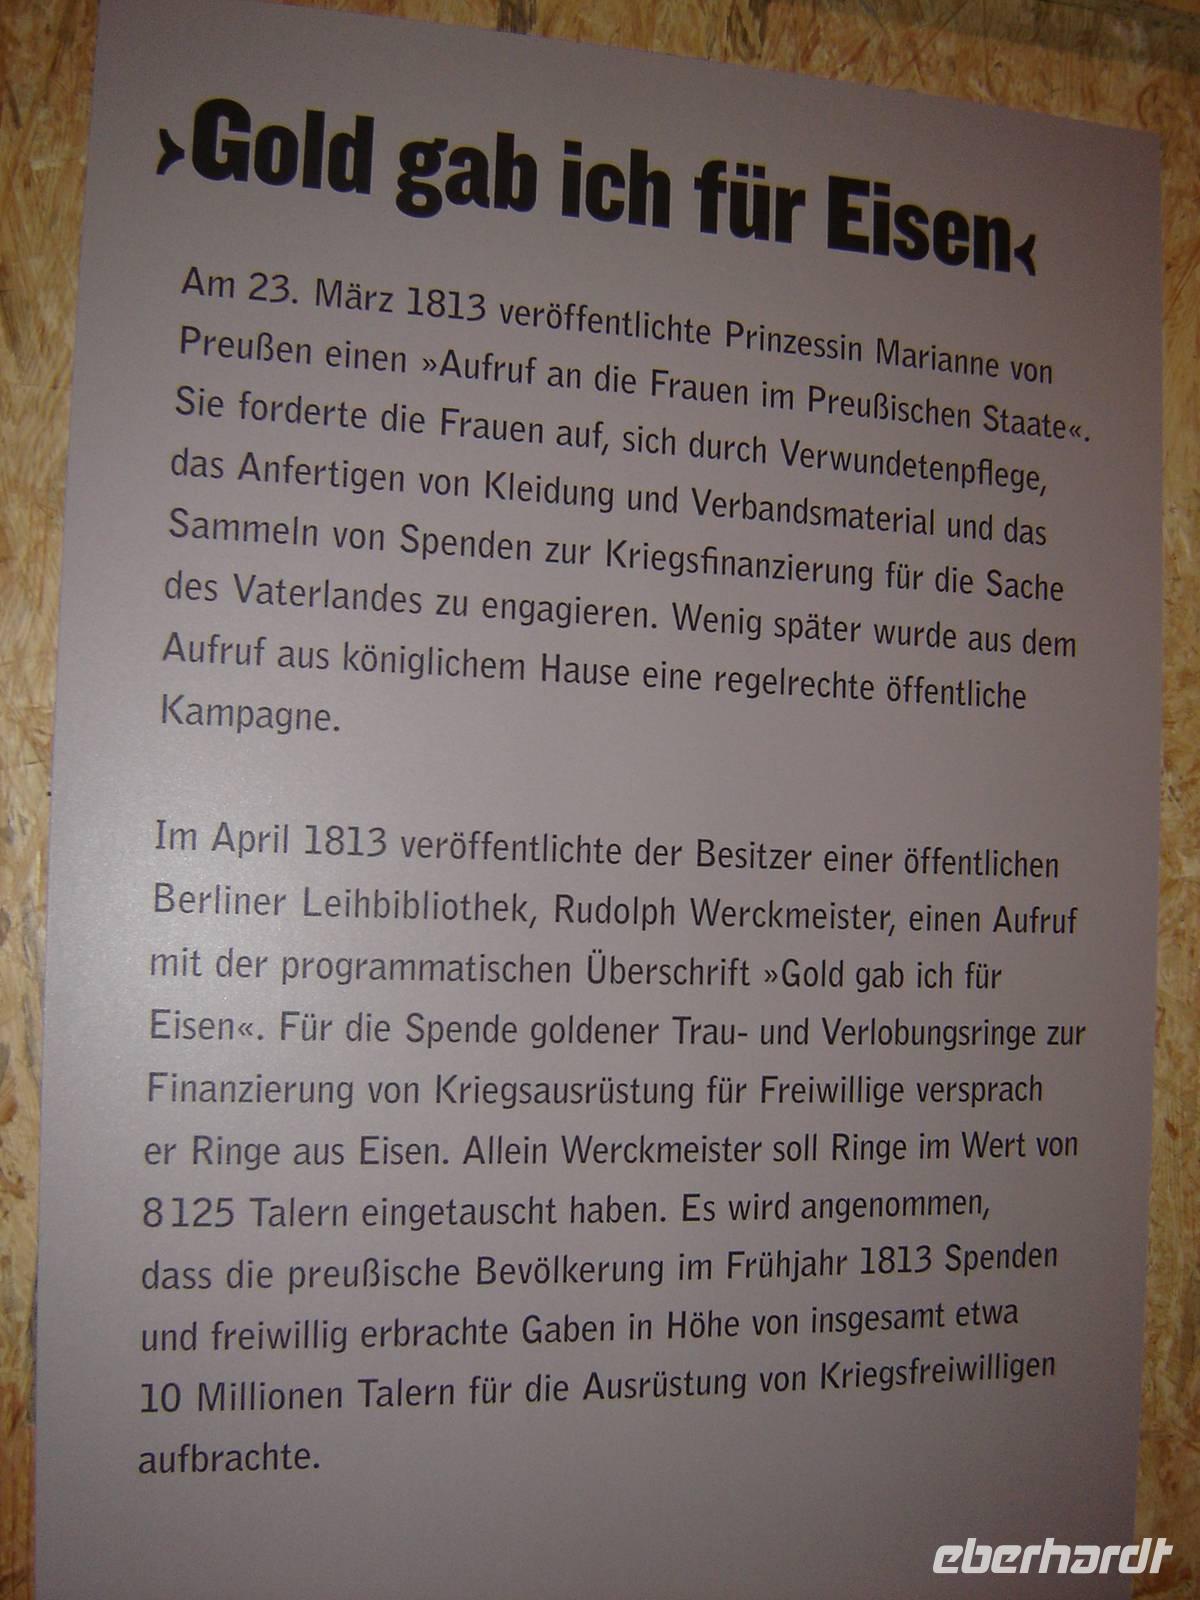 ›Gold gab ich für Eisen‹
Am 23. März 1813 veröffentlichte Prinzessin Marianne von
Preußen einen »Aufruf an die Frauen im Preußischen Staate«.
Sie forderte die Frauen auf, sich durch Verwundetenpflege,
das Anfertigen von Kleidung und Verbandsmaterial und das
Sammeln von Spenden zur Kriegsfinanzierung für die Sache
des Vaterlandes zu engagieren. Wenig später wurde aus dem
Aufruf aus königlichem Hause eine regelrechte öffentliche
Kampagne.
Im April 1813 veröffentlichte der Besitzer einer öffentlichen
Berliner Leihbibliothek, Rudolph Werckmeister, einen Aufruf
mit der programmatischen Überschrift »Gold gab ich für
Eisen«. Für die Spende goldener Trau- und Verlobungsringe zur
Finanzierung von Kriegsausrüstung für Freiwillige versprach
er Ringe aus Eisen. Allein Werckmeister soll Ringe im Wert von
8 125 Talern eingetauscht haben. Es wird angenommen,
dass die preußische Bevölkerung im Frühjahr 1813 Spenden
und freiwillig erbrachte Gaben in Höhe von insgesamt etwa
10 Millionen Talern für die Ausrüstung von Kriegsfreiwilligen
aufbrachte.
eberhardt